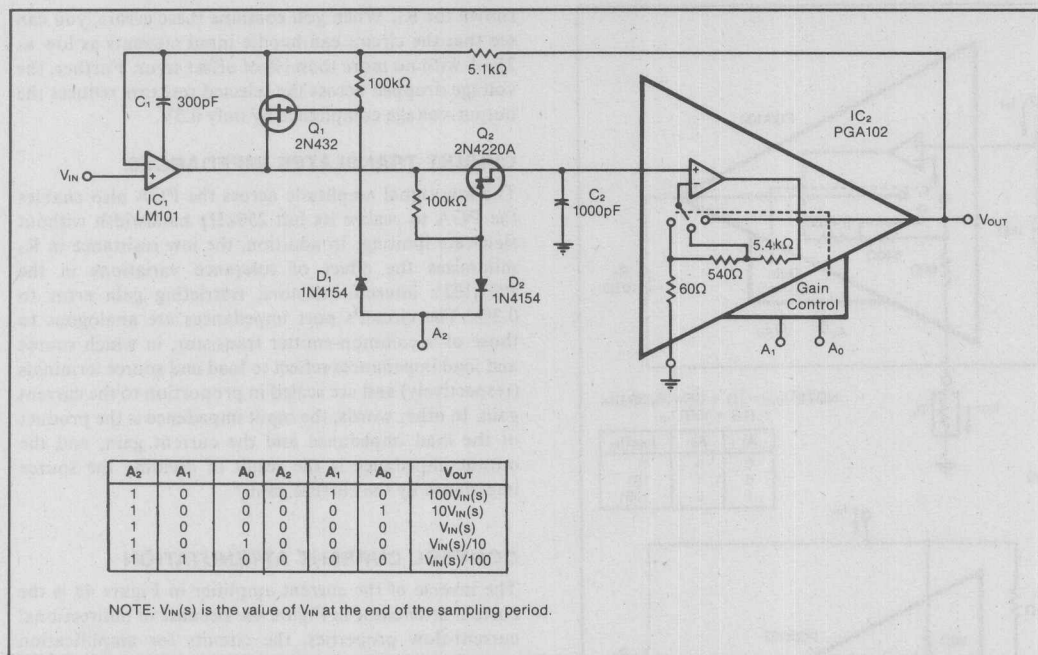 5.1kΩ
100kΩ
C₁
300pF
Q₁
2N432
IC₂
PGA102
Q₂
2N4220A
+
−
VIN
−
+
IC₁
LM101
C₂
1000pF
VOUT
100kΩ
5.4kΩ
540Ω
D₁
1N4154
D₂
1N4154
60Ω
Gain
Control
A₂
A₁
A₀
A₂ A₁ A₀ A₂ A₁ A₀ VOUT
1 0 0 0 1 0 100VIN(s)
1 0 0 0 0 1 10VIN(s)
1 0 0 0 0 0 VIN(s)
1 0 1 0 0 0 VIN(s)/10
1 1 0 0 0 0 VIN(s)/100
NOTE: VIN(s) is the value of VIN at the end of the sampling period.